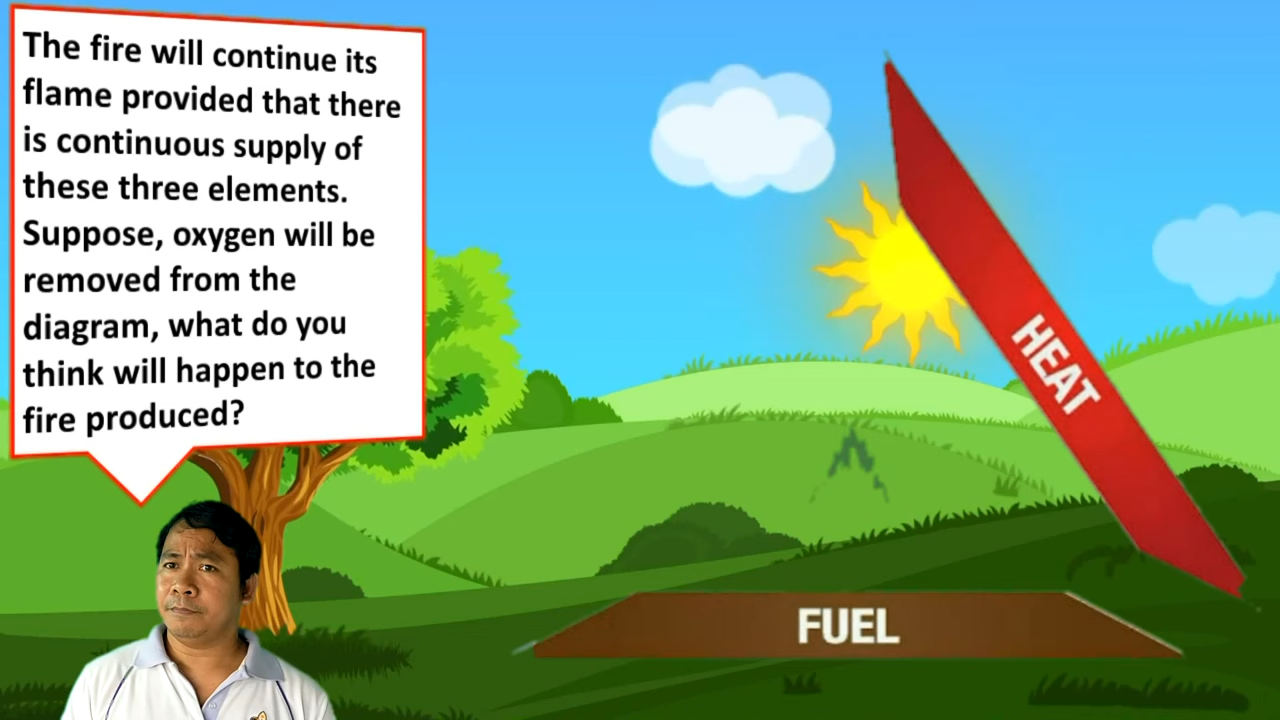 The fire will continue its
flame provided that there
is continuous supply of
these three elements.
Suppose, oxygen will be
removed from the
diagram, what do you
think will happen to the
fire produced?
HEAT
FUEL